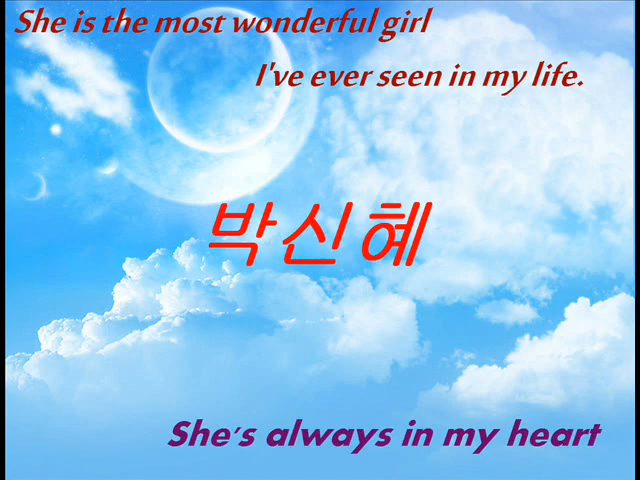 She is the most wonderful girl
I've ever seen in my life.
박신혜
She's always in my heart